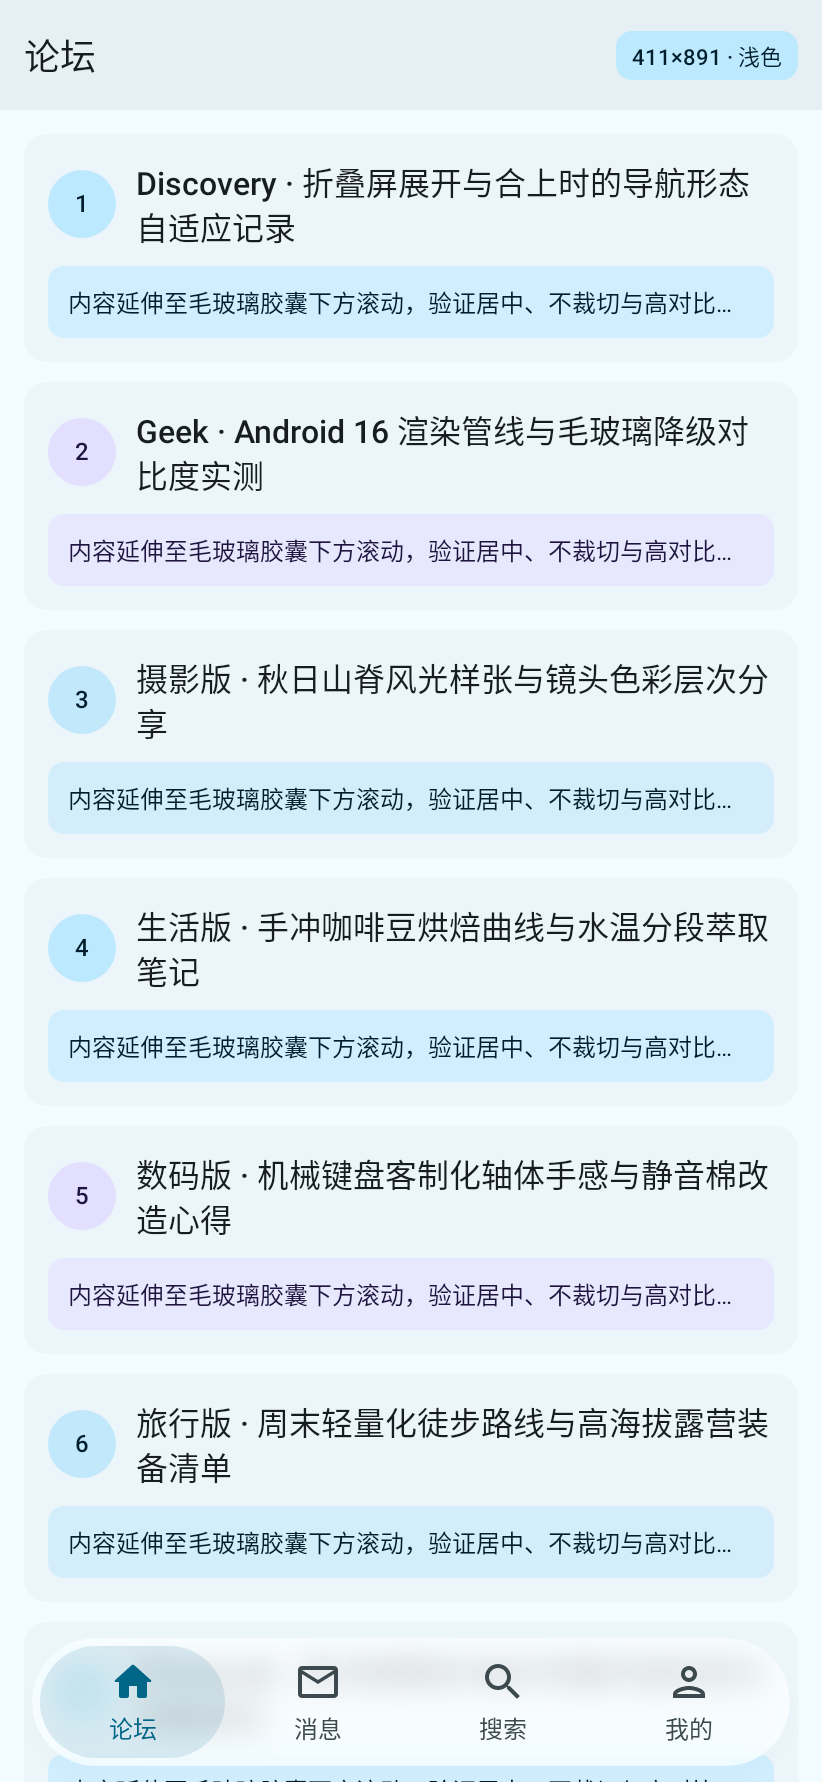 论坛
411×891 · 浅色
1
Discovery · 折叠屏展开与合上时的导航形态
自适应记录
内容延伸至毛玻璃胶囊下方滚动，验证居中、不裁切与高对比...
2
Geek · Android 16 渲染管线与毛玻璃降级对
比度实测
内容延伸至毛玻璃胶囊下方滚动，验证居中、不裁切与高对比...
3
摄影版 · 秋日山脊风光样张与镜头色彩层次分
享
内容延伸至毛玻璃胶囊下方滚动，验证居中、不裁切与高对比...
4
生活版 · 手冲咖啡豆烘焙曲线与水温分段萃取
笔记
内容延伸至毛玻璃胶囊下方滚动，验证居中、不裁切与高对比...
5
数码版 · 机械键盘客制化轴体手感与静音棉改
造心得
内容延伸至毛玻璃胶囊下方滚动，验证居中、不裁切与高对比...
6
旅行版 · 周末轻量化徒步路线与高海拔露营装
备清单
内容延伸至毛玻璃胶囊下方滚动，验证居中、不裁切与高对比...
论坛
消息
搜索
我的